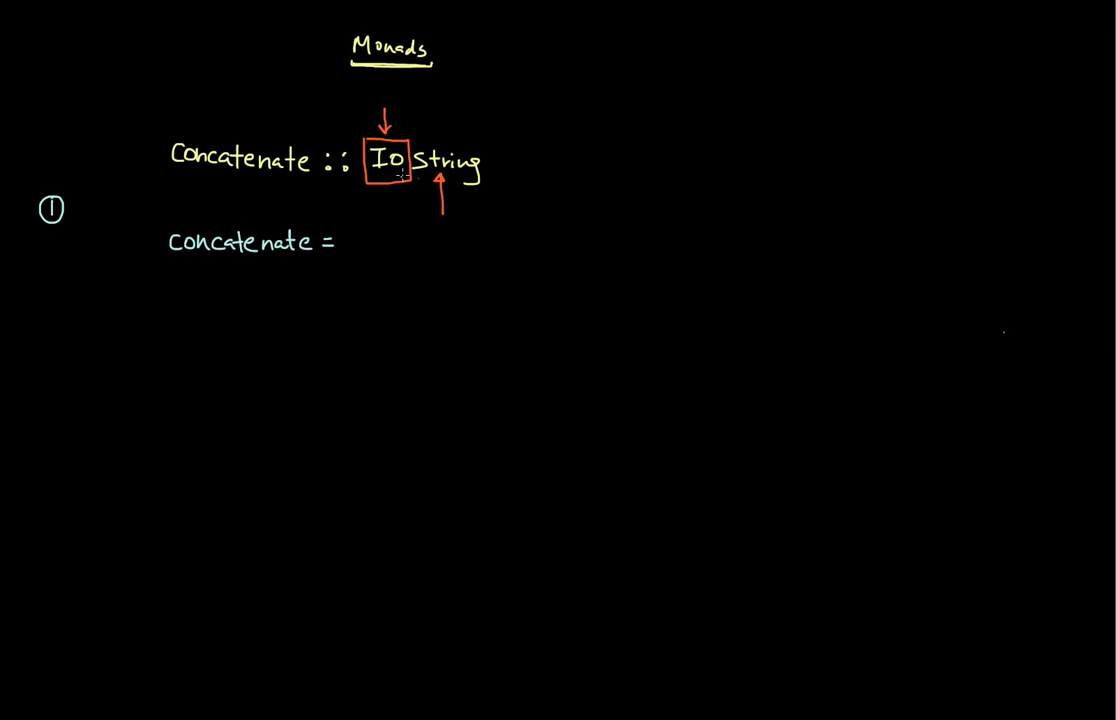 Monads
Concatenate :: IO String
①
concatenate =